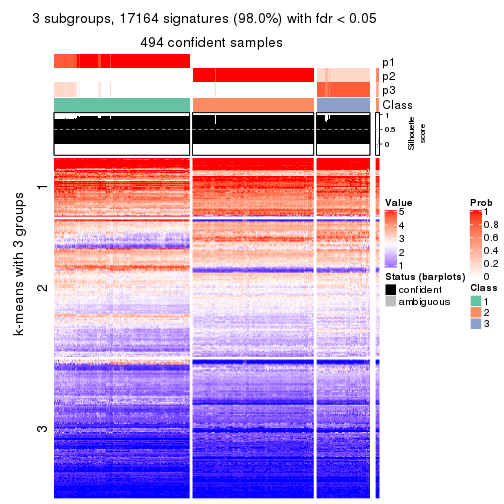 3 subgroups, 17164 signatures (98.0%) with fdr < 0.05
494 confident samples
p1
p2
p3
Class
1
0.5
0
Silhouette
score
k-means with 3 groups
1
2
3
Value
5
4
3
2
1
Status (barplots)
confident
ambiguous
Prob
1
0.8
0.6
0.4
0.2
0
Class
1
2
3